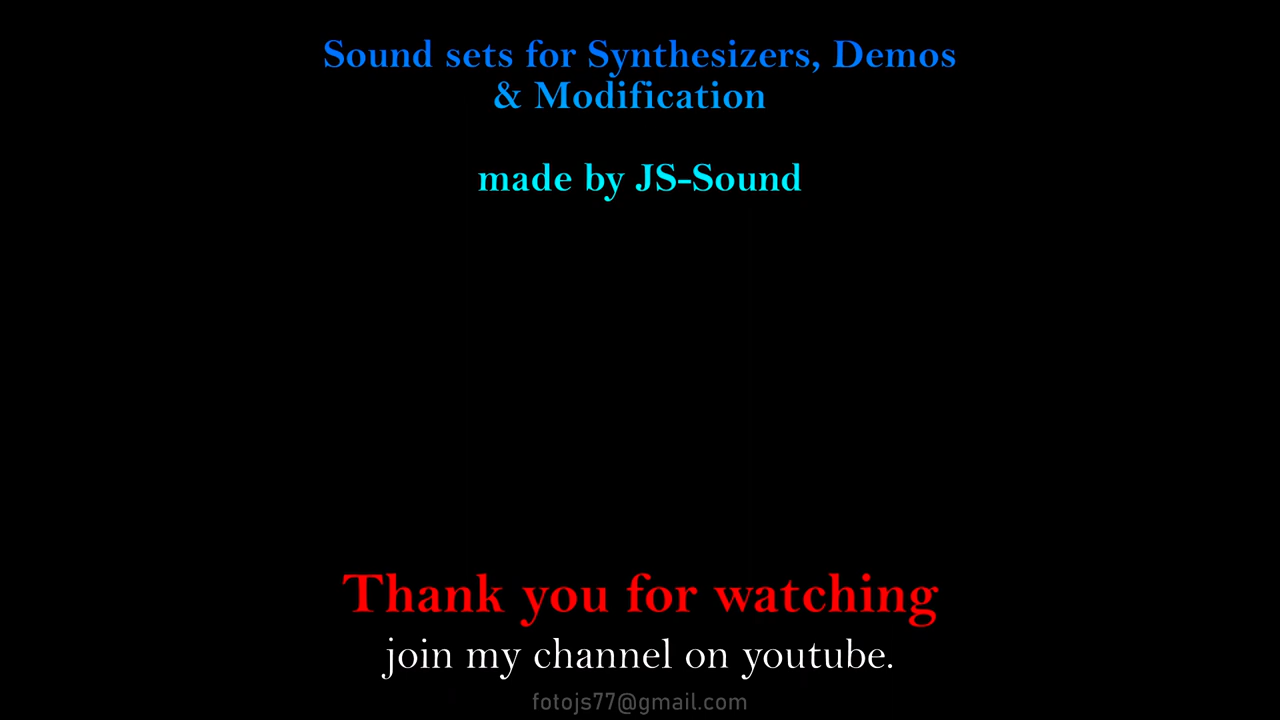 Sound sets for Synthesizers, Demos
& Modification
made by JS-Sound
Thank you for watching
join my channel on youtube.
fotojs77@gmail.com